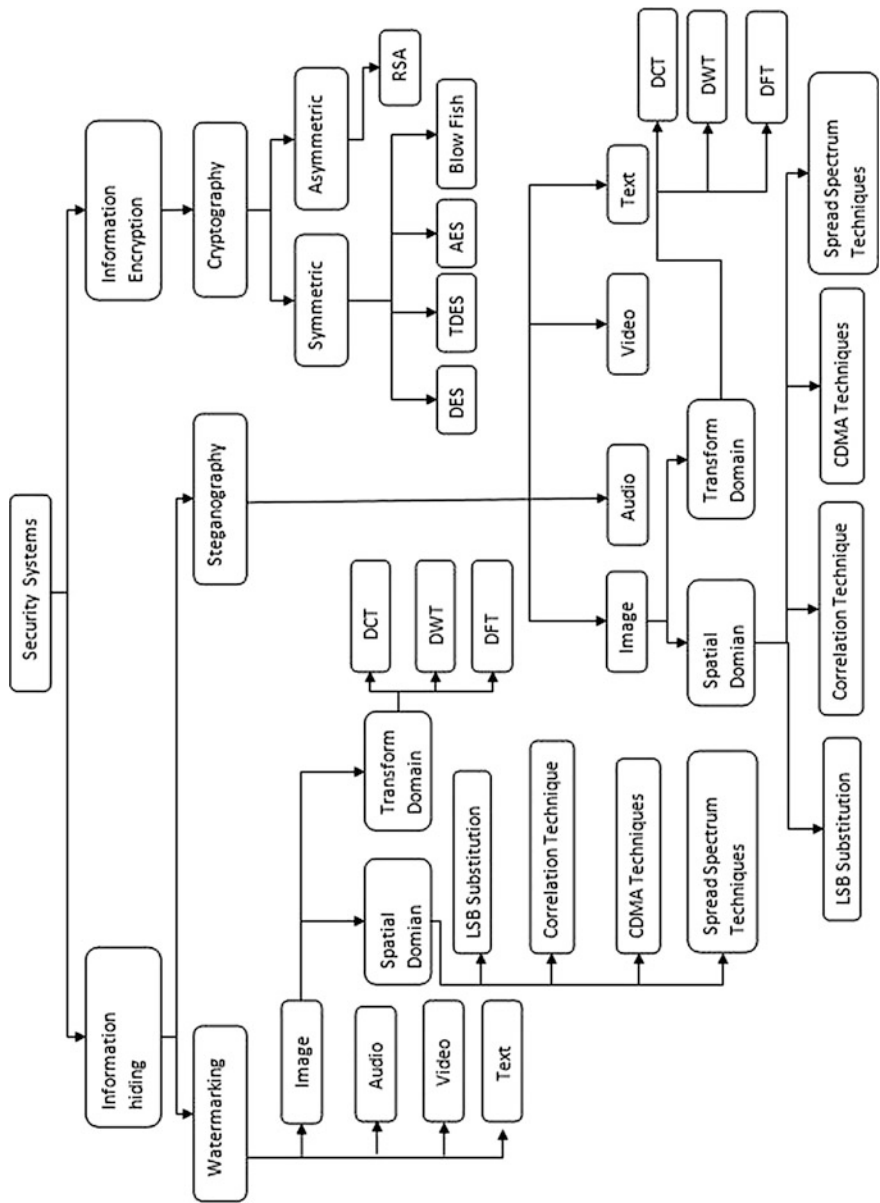 Security Systems
Information
hiding
Information
Encryption
Watermarking
Steganography
Cryptography
Image
Audio
Video
Text
Spatial
Domian
Transform
Domain
DCT
DWT
DFT
LSB Substitution
Correlation Technique
CDMA Techniques
Spread Spectrum
Techniques
Symmetric
Asymmetric
DES
TDES
AES
Blow Fish
RSA
Image
Audio
Video
Text
Spatial
Domian
Transform
Domain
DCT
DWT
DFT
LSB Substitution
Correlation Technique
CDMA Techniques
Spread Spectrum
Techniques